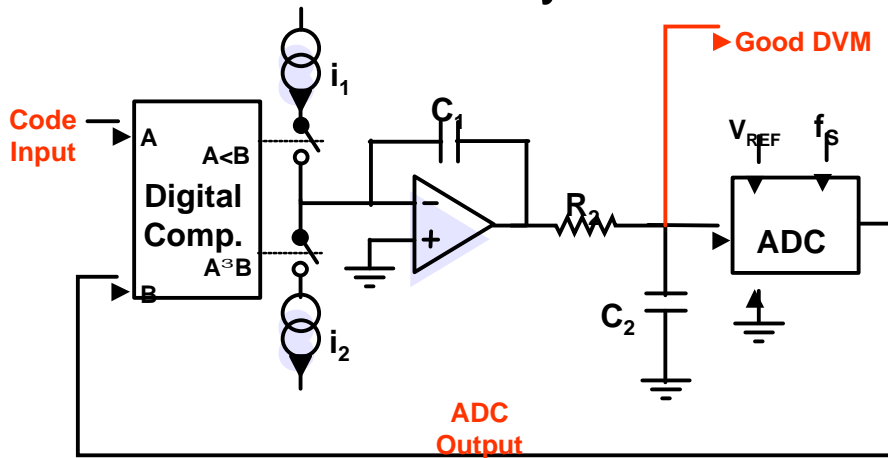 Good DVM
i1
C1
Code
Input
A
VREF
fS
A<B
Digital
Comp.
R2
−
+
ADC
A³B
B
C2
i2
ADC
Output